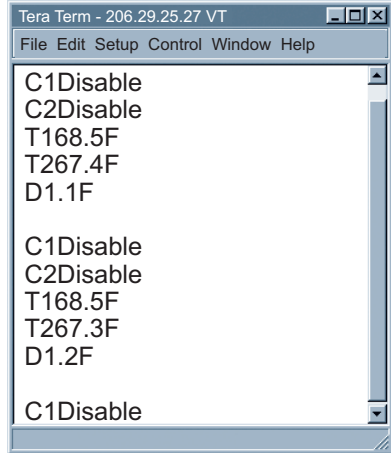 Tera Term - 206.29.25.27 VT
File Edit Setup Control Window Help
C1Disable
C2Disable
T168.5F
T267.4F
D1.1F
C1Disable
C2Disable
T168.5F
T267.3F
D1.2F
C1Disable